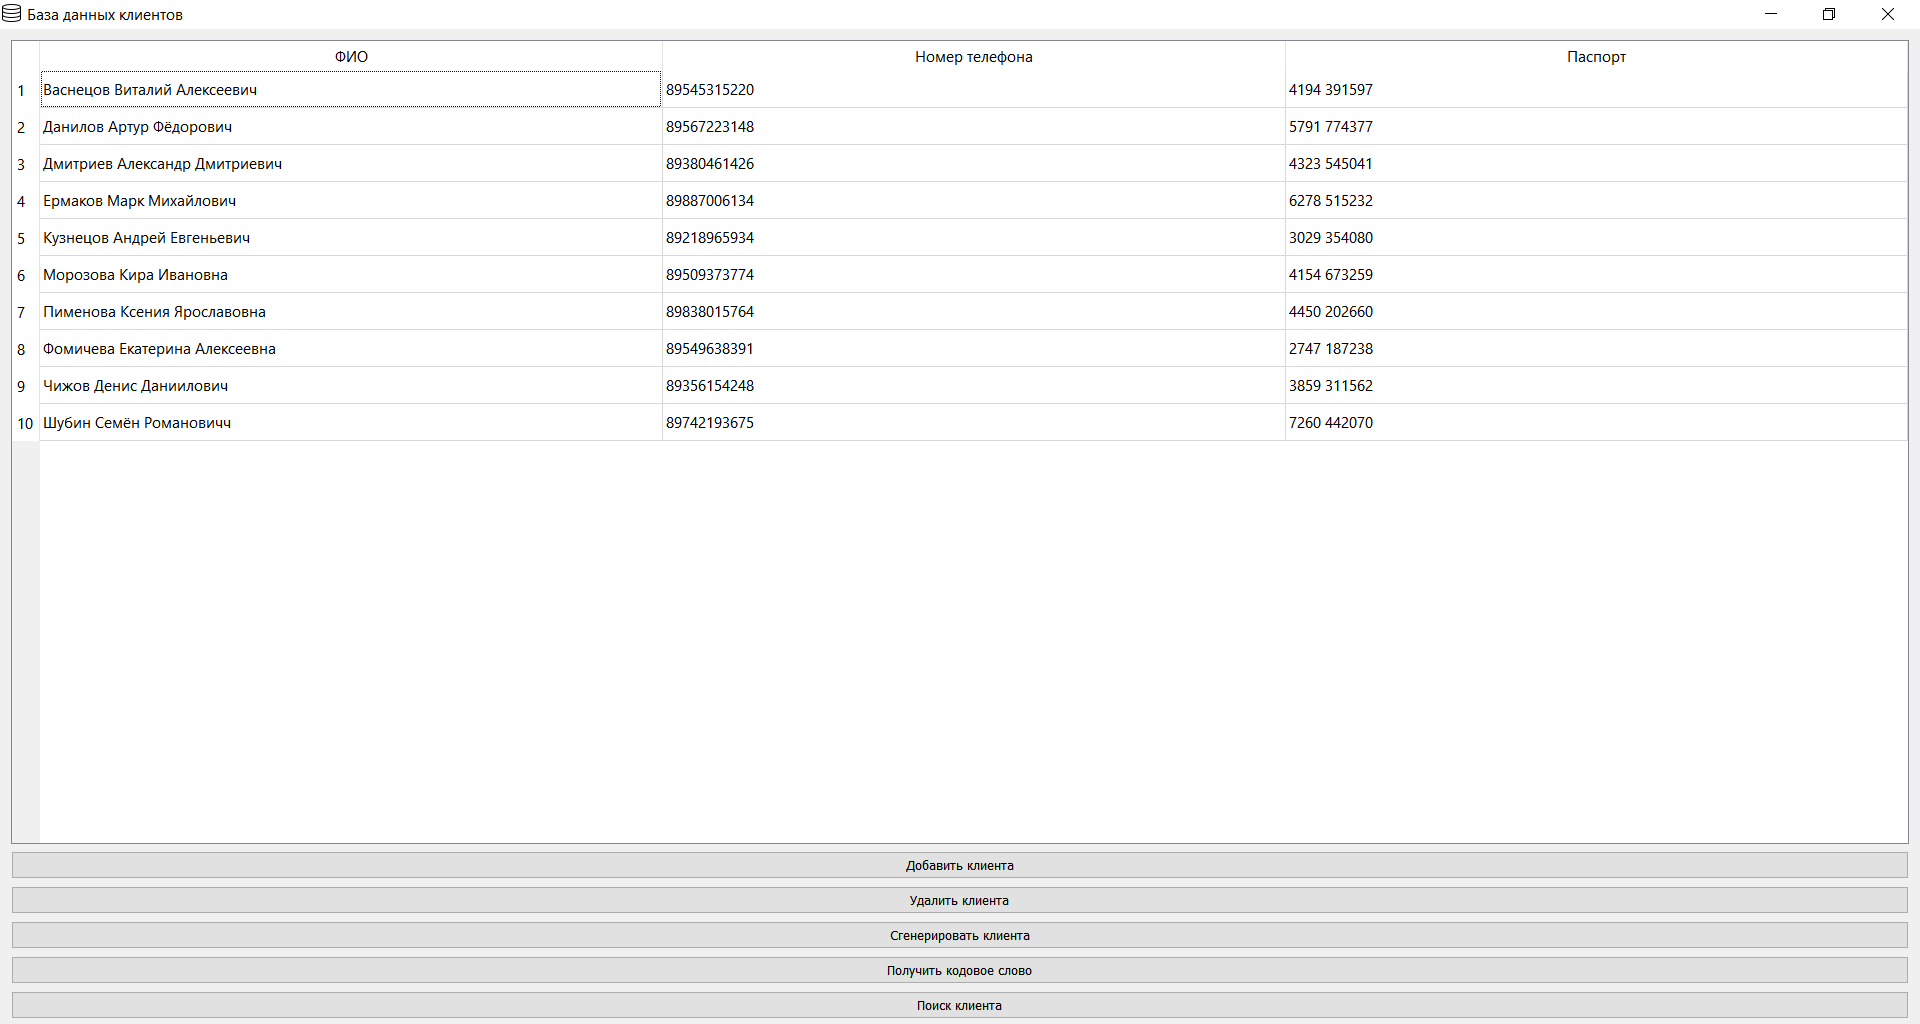 База данных клиентов
ФИО Номер телефона Паспорт
1 Васнецов Виталий Алексеевич 89545315220 4194 391597
2 Данилов Артур Фёдорович 89567223148 5791 774377
3 Дмитриев Александр Дмитриевич 89380461426 4323 545041
4 Ермаков Марк Михайлович 89887006134 6278 515232
5 Кузнецов Андрей Евгеньевич 89218965934 3029 354080
6 Морозова Кира Ивановна 89509373774 4154 673259
7 Пименова Ксения Ярославовна 89838015764 4450 202660
8 Фомичева Екатерина Алексеевна 89549638391 2747 187238
9 Чижов Денис Даниилович 89356154248 3859 311562
10 Шубин Семён Романовичч 89742193675 7260 442070
Добавить клиента
Удалить клиента
Сгенерировать клиента
Получить кодовое слово
Поиск клиента